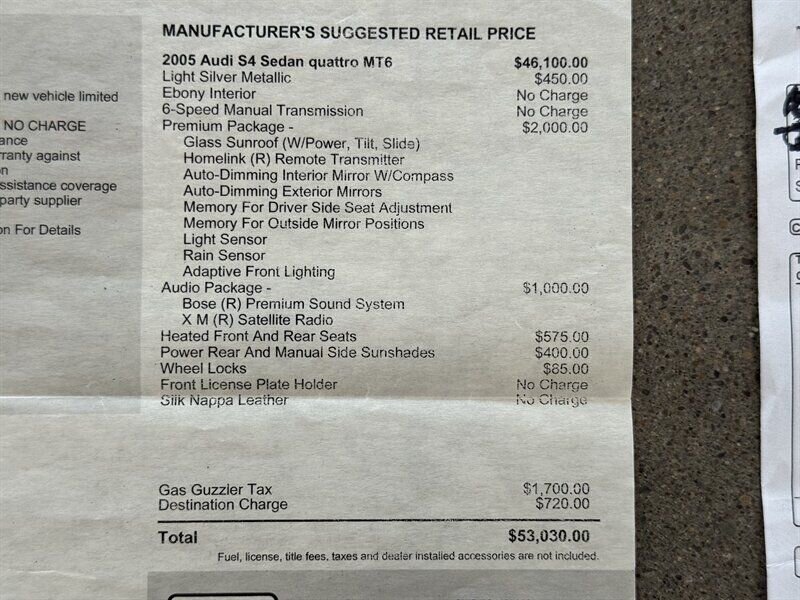 MANUFACTURER'S SUGGESTED RETAIL PRICE
2005 Audi S4 Sedan quattro MT6 $46,100.00
Light Silver Metallic $450.00
Ebony Interior No Charge
6-Speed Manual Transmission No Charge
Premium Package - $2,000.00
Glass Sunroof (W/Power, Tilt, Slide)
Homelink (R) Remote Transmitter
Auto-Dimming Interior Mirror W/Compass
Auto-Dimming Exterior Mirrors
Memory For Driver Side Seat Adjustment
Memory For Outside Mirror Positions
Light Sensor
Rain Sensor
Adaptive Front Lighting
Audio Package - $1,000.00
Bose (R) Premium Sound System
X M (R) Satellite Radio
Heated Front And Rear Seats $575.00
Power Rear And Manual Side Sunshades $400.00
Wheel Locks $85.00
Front License Plate Holder No Charge
Silk Nappa Leather No Charge
Gas Guzzler Tax $1,700.00
Destination Charge $720.00
Total $53,030.00
Fuel, license, title fees, taxes and dealer installed accessories are not included.
new vehicle limited
NO CHARGE
ance
rranty against
n
ssistance coverage
party supplier
on For Details